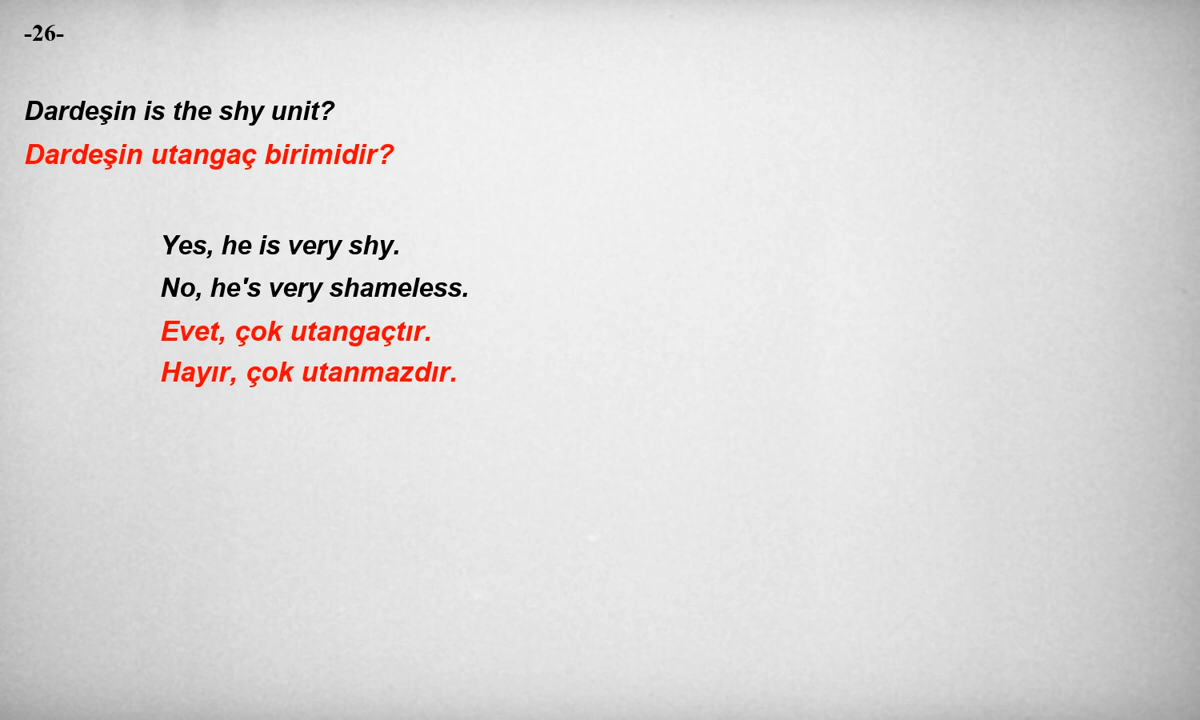 -26-
Dardeşin is the shy unit?
Dardeşin utangaç birimidir?
Yes, he is very shy.
No, he's very shameless.
Evet, çok utangaçtır.
Hayır, çok utanmazdır.